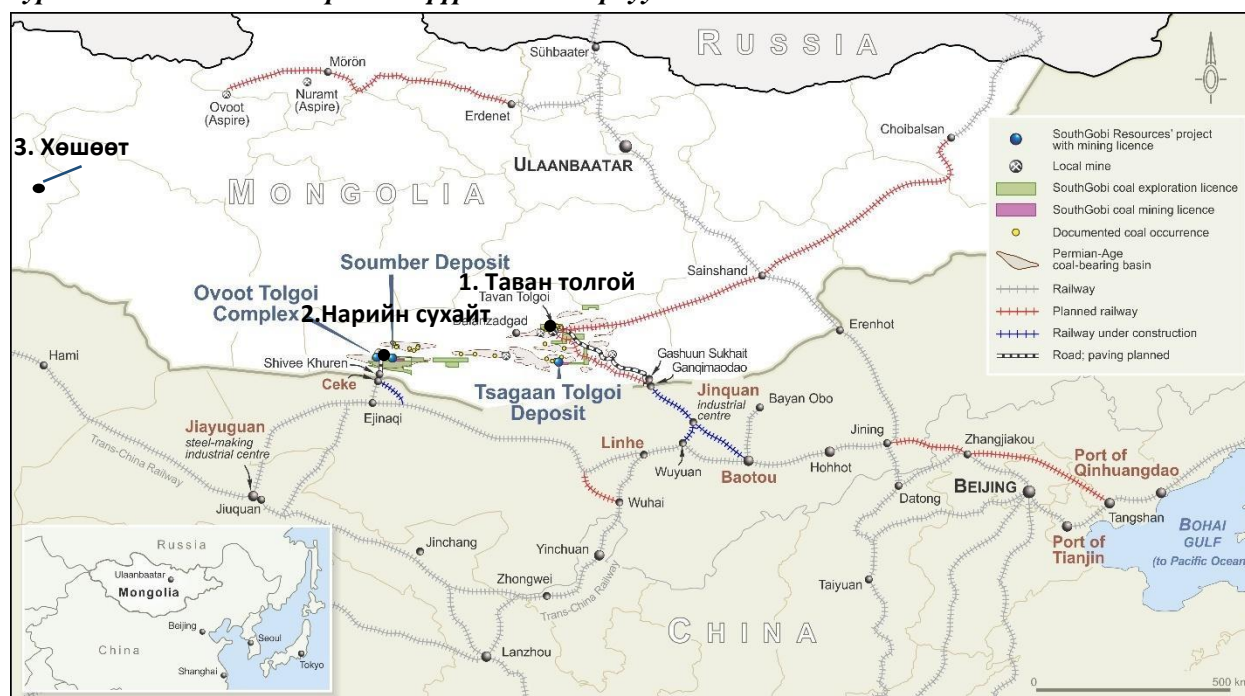 RUSSIA
Sühbaater
Mörön
Ovoot
(Aspire)
Nuramt
(Aspire)
Erdenet
Choibalsan
3. Хөшөөт
ULAANBAATAR
MONGOLIA
Soumber Deposit
Sainshand
1. Таван толгой
Tavan Tolgoi
Ovoot Tolgoi
Complex
2.Нарийн сухайт
Dalanzadgad
Erenhot
Hami
Shivee Khuren
Gashuun Sukhait
Ganqimaodao
Ceke
Tsagaan Tolgoi
Deposit
Jinquan
industrial
centre
Bayan Obo
Ejinaqi
Jiayuguan
steel-making
industrial centre
Trans-China Railway
Linhe
Wuyuan
Baotou
Hohhot
Jining
Zhangjiakou
Port of
Qinhuangdao
BEIJING
Datong
Tangshan
Port of
Tianjin
BOHAI
GULF
(to Pacific Ocean)
Jiuquan
Wuhai
Jinchang
Yinchuan
Zhongwei
Trans-China Railway
Taiyuan
CHINA
Lanzhou
SouthGobi Resources' project
with mining licence
Local mine
SouthGobi coal exploration licence
SouthGobi coal mining licence
Documented coal occurrence
Permian-Age
coal-bearing basin
Railway
Planned railway
Railway under construction
Road; paving planned
Russia
Ulaanbaatar
Mongolia
Beijing
Seoul
China
Shanghai
Tokyo
0 500 km